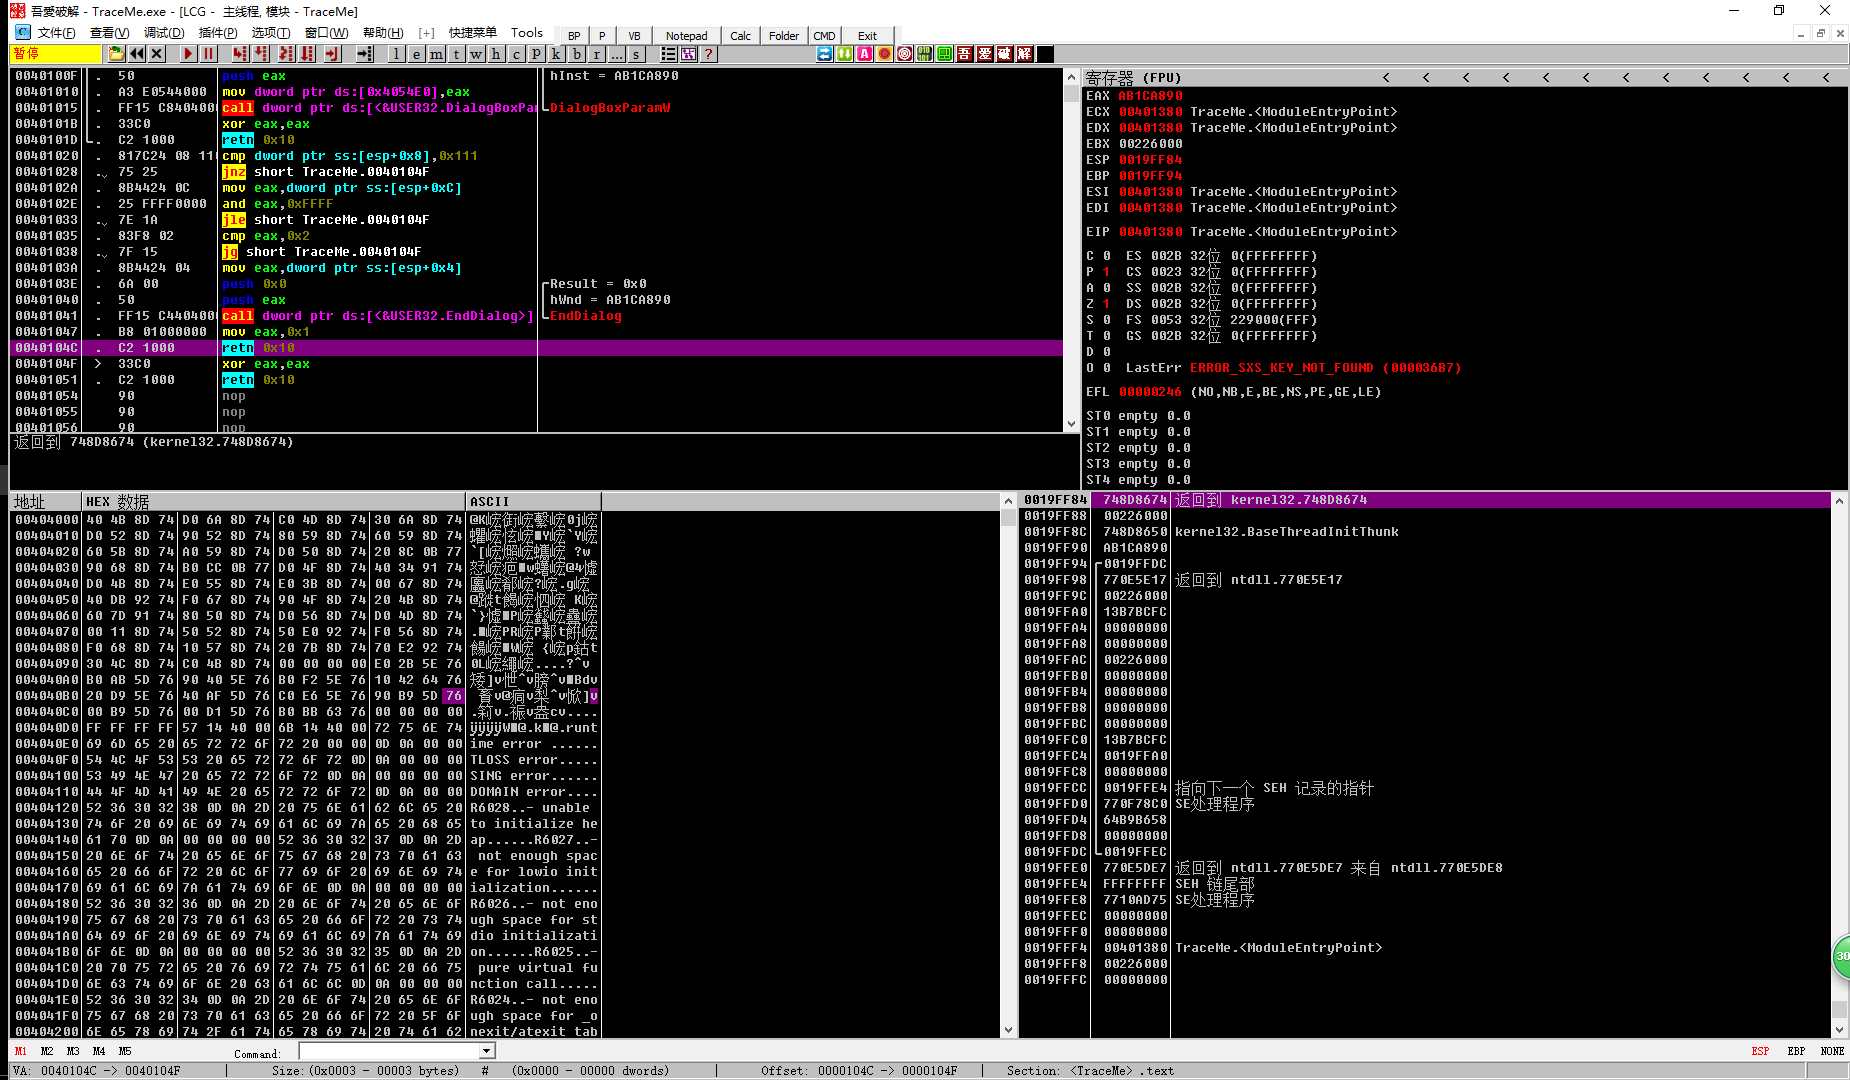 吾愛破解 - TraceMe.exe - [LCG - 主线程, 模块 - TraceMe]
文件(F) 查看(V) 调试(D) 插件(P) 选项(T) 窗口(W) 帮助(H) [+] 快捷菜单 Tools BP P VB Notepad Calc Folder CMD Exit
暂停 l e m t w h c P k b r ... s ?
0040100F . 50 push eax hInst = AB1CA890
00401010 . A3 E0544000 mov dword ptr ds:[0x4054E0],eax
00401015 . FF15 C8404000 call dword ptr ds:[<&USER32.DialogBoxPar DialogBoxParamW
0040101B . 33C0 xor eax,eax
0040101D . C2 1000 retn 0x10
00401020 . 817C24 08 110 cmp dword ptr ss:[esp+0x8],0x111
00401028 . 75 25 jnz short TraceMe.0040104F
0040102A . 8B4424 0C mov eax,dword ptr ss:[esp+0xC]
0040102E . 25 FFFF0000 and eax,0xFFFF
00401033 . 7E 1A jle short TraceMe.0040104F
00401035 . 83F8 02 cmp eax,0x2
00401038 . 7F 15 jg short TraceMe.0040104F
0040103A . 8B4424 04 mov eax,dword ptr ss:[esp+0x4]
0040103E . 6A 00 push 0x0 Result = 0x0
00401040 . 50 push eax hWnd = AB1CA890
00401041 . FF15 C4404000 call dword ptr ds:[<&USER32.EndDialog>] EndDialog
00401047 . B8 01000000 mov eax,0x1
0040104C . C2 1000 retn 0x10
0040104F > 33C0 xor eax,eax
00401051 . C2 1000 retn 0x10
00401054 90 nop
00401055 90 nop
00401056 90 nop
返回到 748D8674 (kernel32.748D8674)
寄存器 (FPU) < < < < < < < < < < < <
EAX AB1CA890
ECX 00401380 TraceMe.<ModuleEntryPoint>
EDX 00401380 TraceMe.<ModuleEntryPoint>
EBX 00226000
ESP 0019FF84
EBP 0019FF94
ESI 00401380 TraceMe.<ModuleEntryPoint>
EDI 00401380 TraceMe.<ModuleEntryPoint>
EIP 00401380 TraceMe.<ModuleEntryPoint>
C 0 ES 002B 32位 0(FFFFFFFF)
P 1 CS 0023 32位 0(FFFFFFFF)
A 0 SS 002B 32位 0(FFFFFFFF)
Z 1 DS 002B 32位 0(FFFFFFFF)
S 0 FS 0053 32位 229000(FFF)
T 0 GS 002B 32位 0(FFFFFFFF)
D 0
O 0 LastErr ERROR_SXS_KEY_NOT_FOUND (000036B7)
EFL 00000246 (NO,NB,E,BE,NS,PE,GE,LE)
ST0 empty 0.0
ST1 empty 0.0
ST2 empty 0.0
ST3 empty 0.0
ST4 empty 0.0
地址 HEX 数据 ASCII
00404000 40 4B 8D 74 D0 6A 8D 74 C0 4D 8D 74 30 6A 8D 74
00404010 D0 52 8D 74 90 52 8D 74 80 59 8D 74 60 59 8D 74
00404020 60 5B 8D 74 A0 59 8D 74 D0 50 8D 74 20 8C 0B 77
00404030 90 68 8D 74 B0 CC 0B 77 D0 4F 8D 74 40 34 91 74
00404040 D0 4B 8D 74 E0 55 8D 74 E0 3B 8D 74 00 67 8D 74
00404050 40 DB 92 74 F0 67 8D 74 90 4F 8D 74 20 4B 8D 74
00404060 60 7D 91 74 80 50 8D 74 D0 56 8D 74 D0 4D 8D 74
00404070 00 11 8D 74 50 52 8D 74 50 E0 92 74 F0 56 8D 74
00404080 F0 68 8D 74 10 57 8D 74 20 7B 8D 74 70 E2 92 74
00404090 30 4C 8D 74 C0 4B 8D 74 00 00 00 00 E0 2B 5E 76
004040A0 B0 AB 5D 76 90 40 5E 76 B0 F2 5E 76 10 42 64 76
004040B0 20 D9 5E 76 40 AF 5D 76 C0 E6 5E 76 90 B9 5D 76
004040C0 00 B9 5D 76 00 D1 5D 76 B0 BB 63 76 00 00 00 00
004040D0 FF FF FF FF 57 14 40 00 6B 14 40 00 72 75 6E 74
004040E0 69 6D 65 20 65 72 72 6F 72 20 00 00 0D 0A 00 00 ime error ......
004040F0 54 4C 4F 53 53 20 65 72 72 6F 72 0D 0A 00 00 00 TLOSS error.....
00404100 53 49 4E 47 20 65 72 72 6F 72 0D 0A 00 00 00 00 SING error......
00404110 44 4F 4D 41 49 4E 20 65 72 72 6F 72 0D 0A 00 00 DOMAIN error....
00404120 52 36 30 32 38 0D 0A 2D 20 75 6E 61 62 6C 65 20 R6028..- unable
00404130 74 6F 20 69 6E 69 74 69 61 6C 69 7A 65 20 68 65 to initialize he
00404140 61 70 0D 0A 00 00 00 00 52 36 30 32 37 0D 0A 2D ap......R6027..-
00404150 20 6E 6F 74 20 65 6E 6F 75 67 68 20 73 70 61 63 not enough spac
00404160 65 20 66 6F 72 20 6C 6F 77 69 6F 20 69 6E 69 74 e for lowio init
00404170 69 61 6C 69 7A 61 74 69 6F 6E 0D 0A 00 00 00 00 ialization......
00404180 52 36 30 32 36 0D 0A 2D 20 6E 6F 74 20 65 6E 6F R6026..- not eno
00404190 75 67 68 20 73 70 61 63 65 20 66 6F 72 20 73 74 ugh space for st
004041A0 64 69 6F 20 69 6E 69 74 69 61 6C 69 7A 61 74 69 dio initializati
004041B0 6F 6E 0D 0A 00 00 00 00 52 36 30 32 35 0D 0A 2D on......R6025..-
004041C0 20 70 75 72 65 20 76 69 72 74 75 61 6C 20 66 75 pure virtual fu
004041D0 6E 63 74 69 6F 6E 20 63 61 6C 6C 0D 0A 00 00 00 nction call.....
004041E0 52 36 30 32 34 0D 0A 2D 20 6E 6F 74 20 65 6E 6F R6024..- not eno
004041F0 75 67 68 20 73 70 61 63 65 20 66 6F 72 20 5F 6F ugh space for _o
00404200 6E 65 78 69 74 2F 61 74 65 78 69 74 20 74 61 62 nexit/atexit tab
0019FF84 748D8674 返回到 kernel32.748D8674
0019FF88 00226000
0019FF8C 748D8650 kernel32.BaseThreadInitThunk
0019FF90 AB1CA890
0019FF94 0019FFDC
0019FF98 770E5E17 返回到 ntdll.770E5E17
0019FF9C 00226000
0019FFA0 13B7BCFC
0019FFA4 00000000
0019FFA8 00000000
0019FFAC 00226000
0019FFB0 00000000
0019FFB4 00000000
0019FFB8 00000000
0019FFBC 00000000
0019FFC0 13B7BCFC
0019FFC4 0019FFA0
0019FFC8 00000000
0019FFCC 0019FFE4 指向下一个 SEH 记录的指针
0019FFD0 770F78C0 SE处理程序
0019FFD4 64B9B658
0019FFD8 00000000
0019FFDC 0019FFEC
0019FFE0 770E5DE7 返回到 ntdll.770E5DE7 来自 ntdll.770E5DE8
0019FFE4 FFFFFFFF SEH 链尾部
0019FFE8 7710AD75 SE处理程序
0019FFEC 00000000
0019FFF0 00000000
0019FFF4 00401380 TraceMe.<ModuleEntryPoint>
0019FFF8 00226000
0019FFFC 00000000
30
M1 M2 M3 M4 M5 Command: ESP EBP NONE
VA: 0040104C -> 0040104F | Size:(0x0003 - 00003 bytes) # (0x0000 - 00000 dwords) | Offset: 0000104C -> 0000104F | Section: <TraceMe> .text